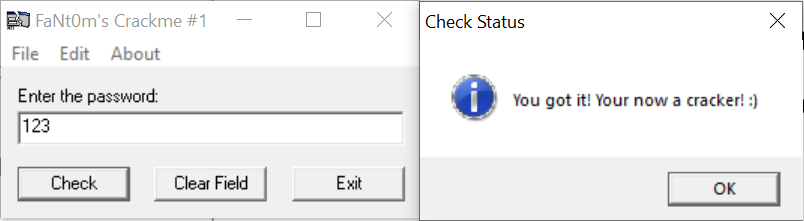 FaNt0m's Crackme #1
File Edit About
Enter the password:
123
Check Clear Field Exit
Check Status
You got it! Your now a cracker! :)
OK